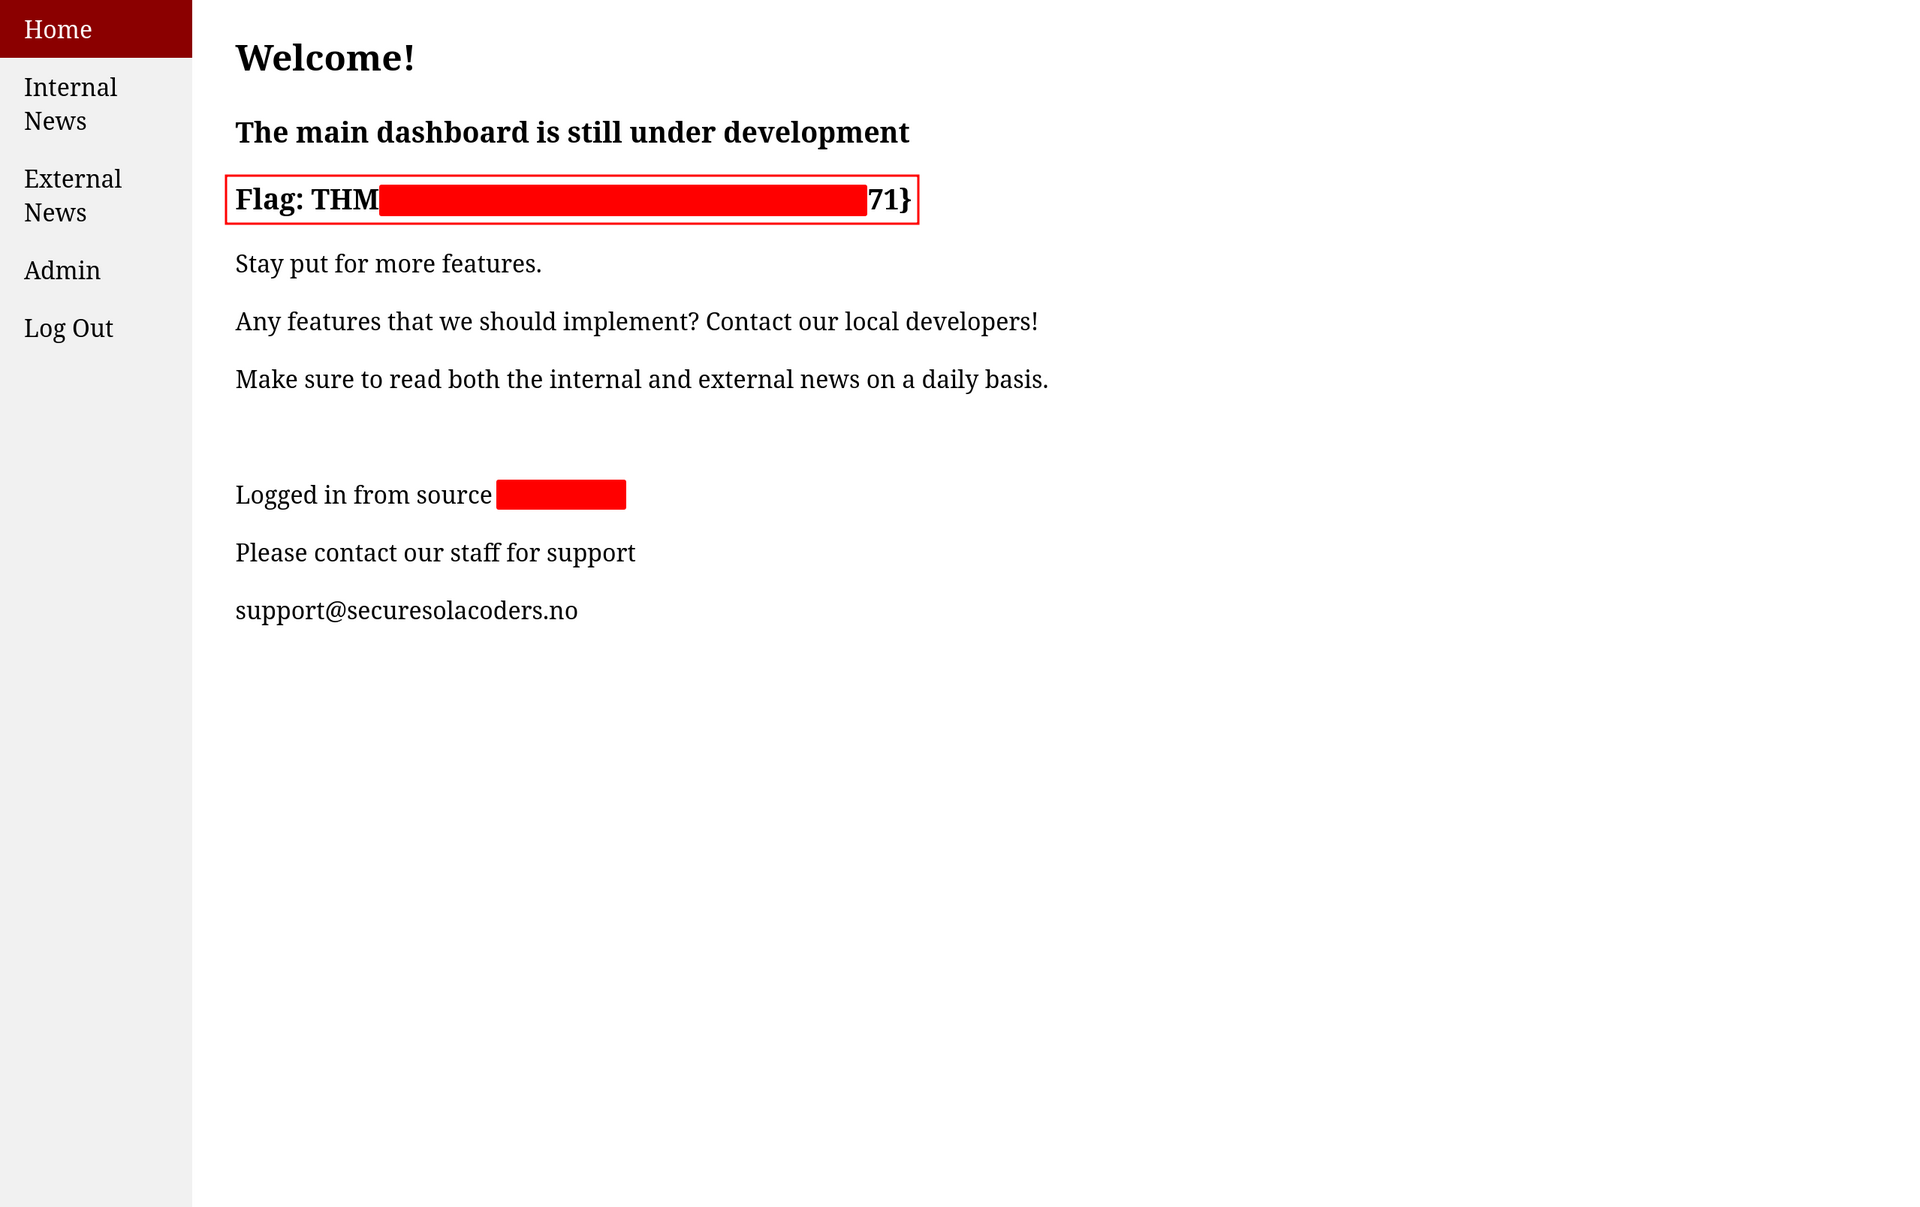 Home
Internal
News
External
News
Admin
Log Out
Welcome!
The main dashboard is still under development
Flag: THM 71}
Stay put for more features.
Any features that we should implement? Contact our local developers!
Make sure to read both the internal and external news on a daily basis.
Logged in from source
Please contact our staff for support
support@securesolacoders.no